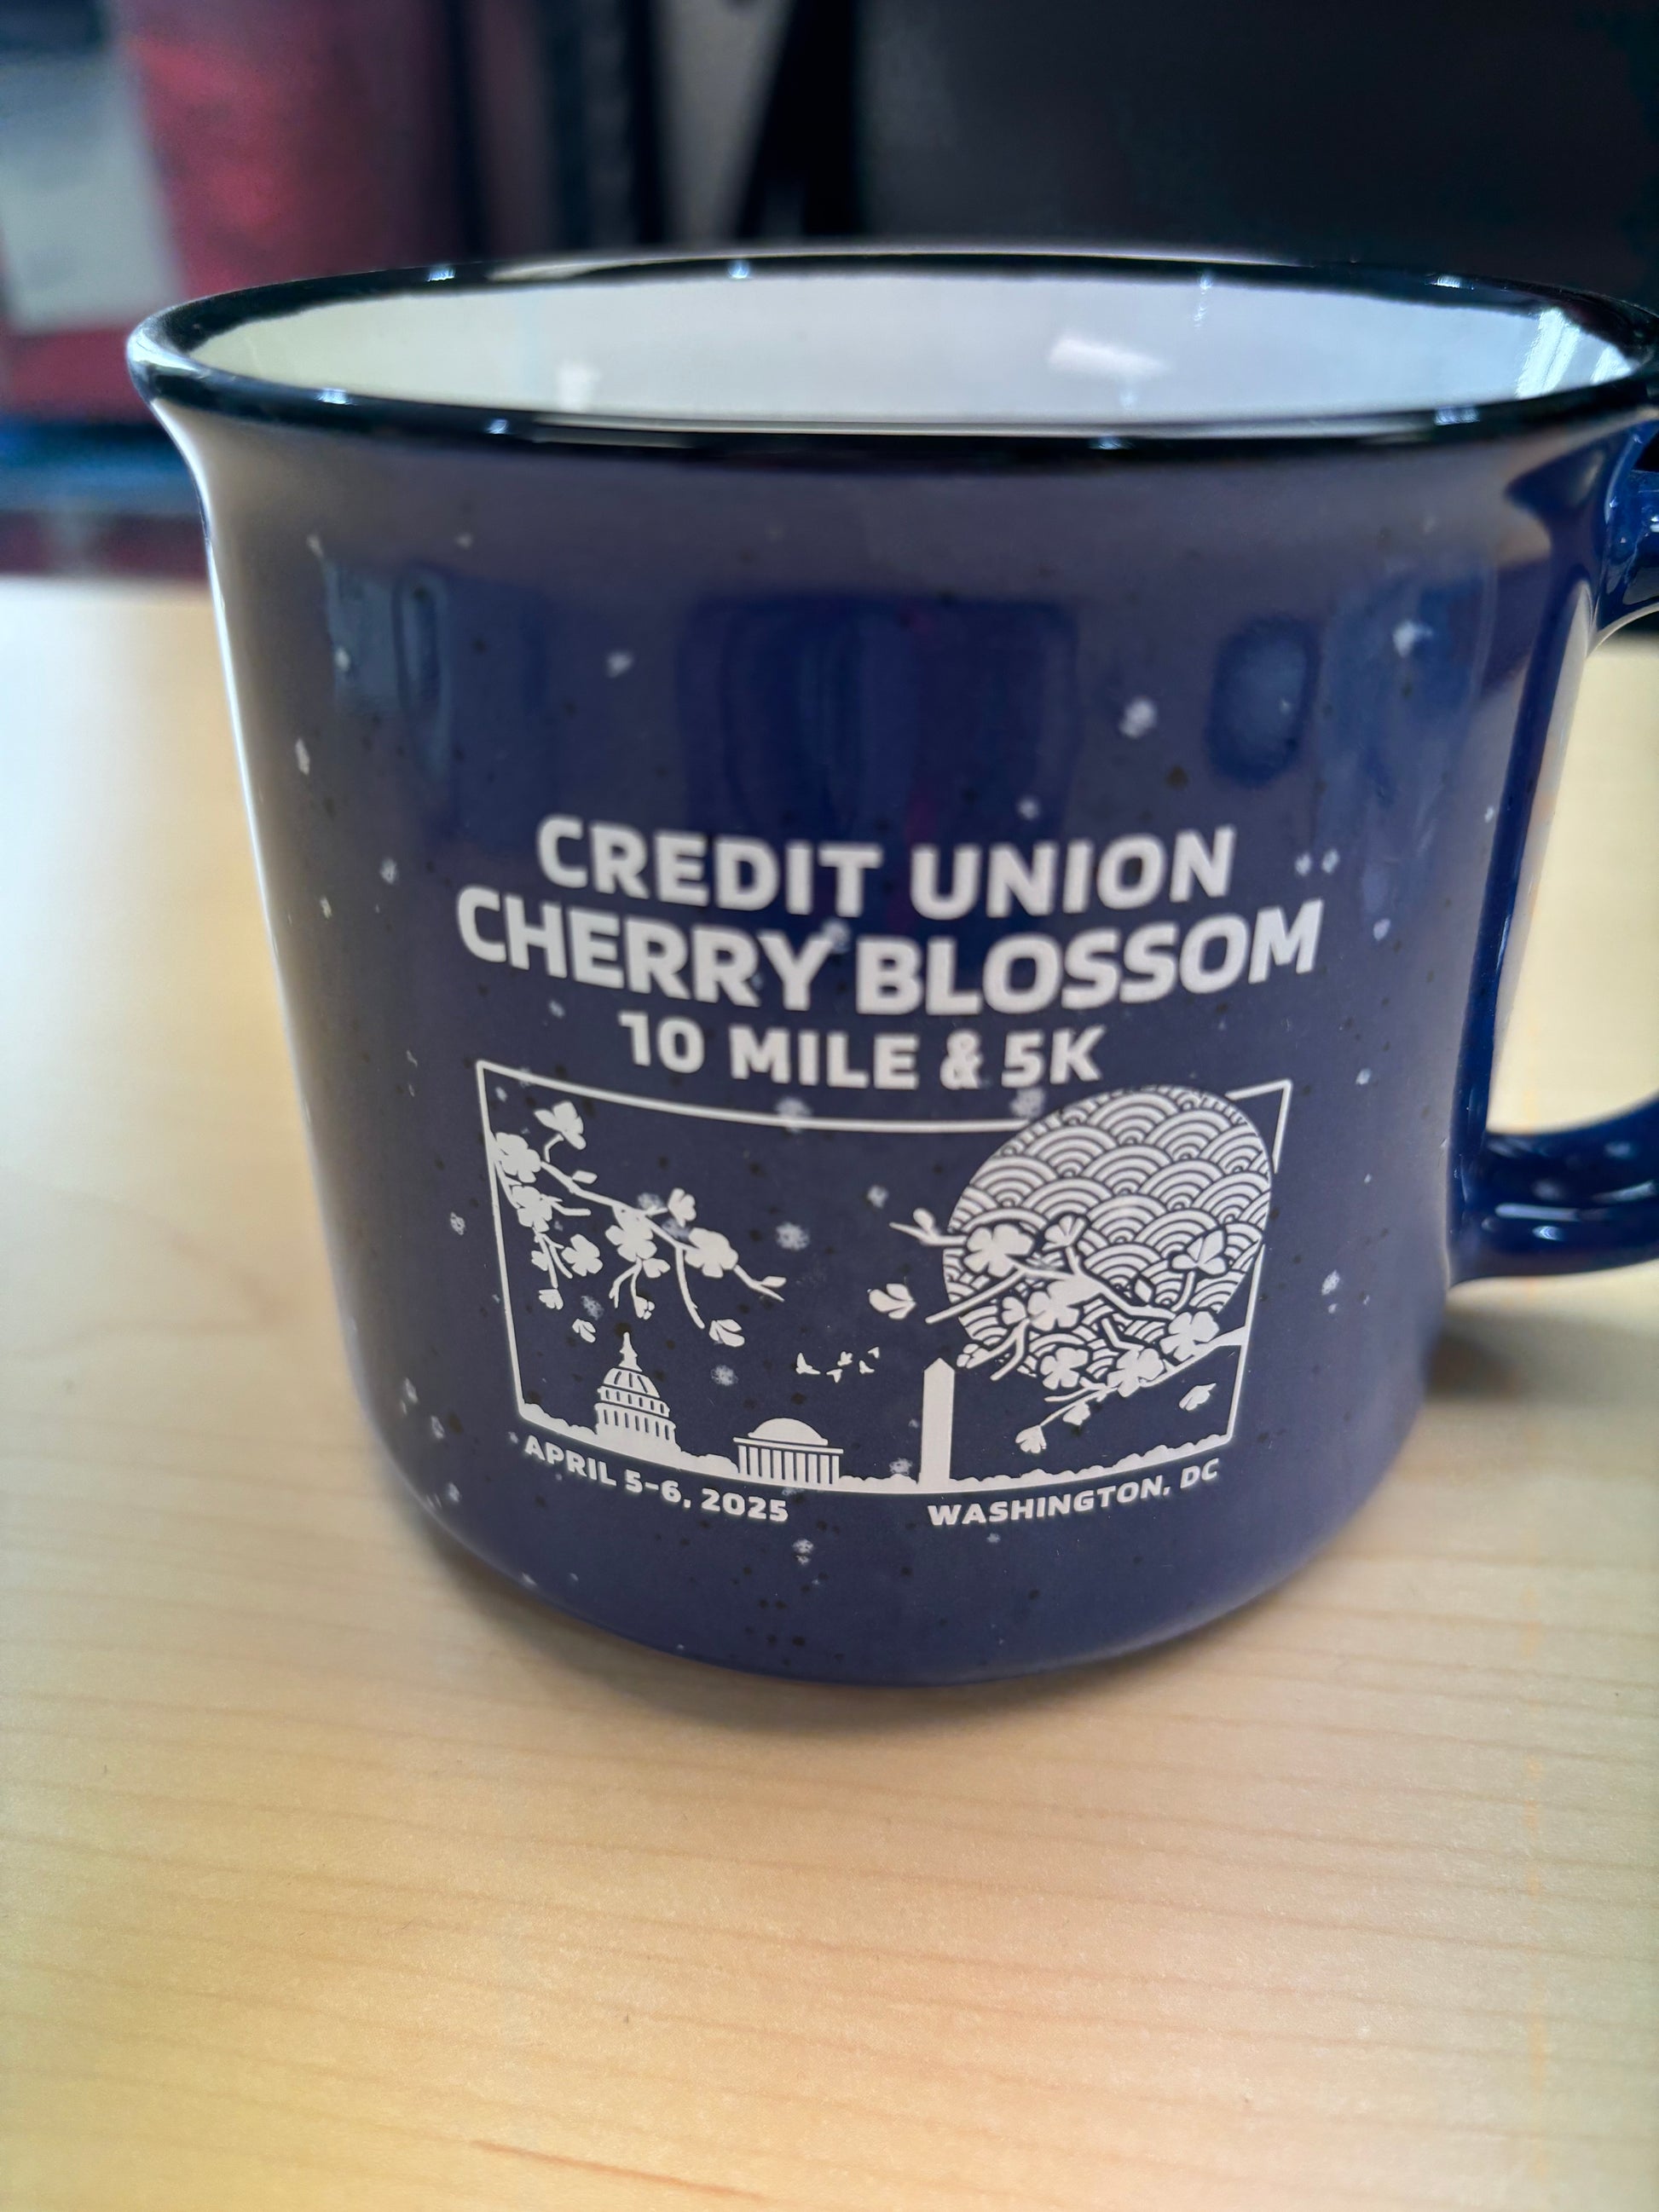 CREDIT UNION
CHERRY BLOSSOM
10 MILE & 5K
APRIL 5-6, 2025
WASHINGTON, DC